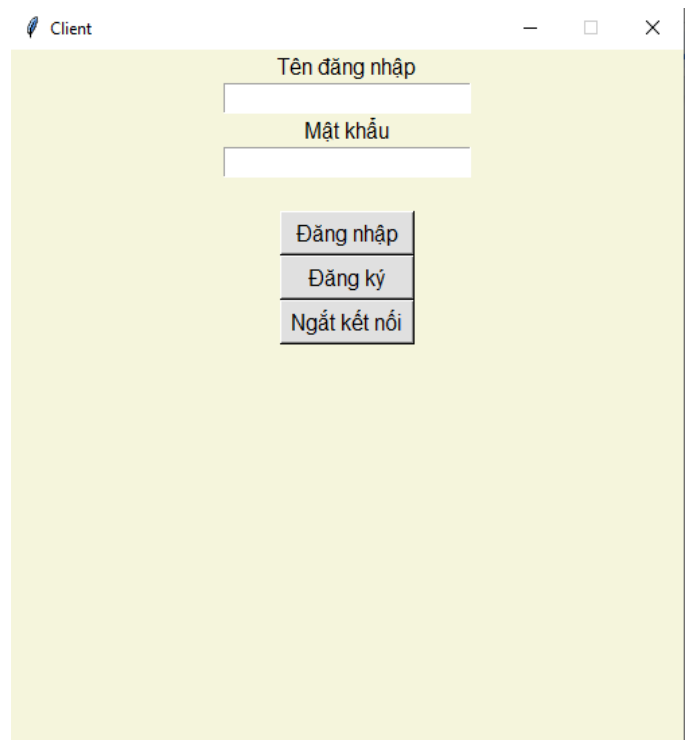 Client
Tên đăng nhập
Mật khẩu
Đăng nhập
Đăng ký
Ngắt kết nối